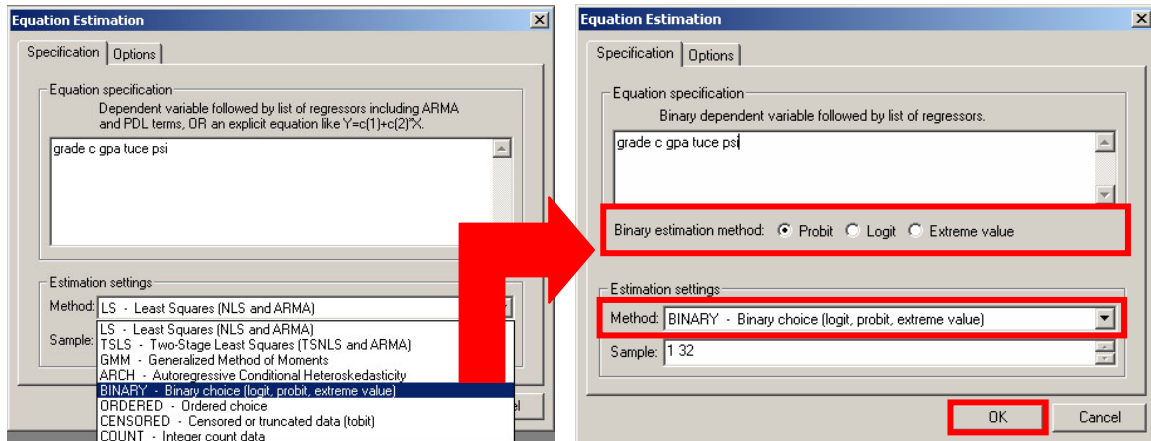 Equation Estimation
Specification
Options
Equation specification
Dependent variable followed by list of regressors including ARMA
and PDL terms, OR an explicit equation like Y=c(1)+c(2)*X.
grade c gpa tuce psi
Estimation settings
Method: LS - Least Squares (NLS and ARMA)
Sample:
LS - Least Squares (NLS and ARMA)
TSLS - Two-Stage Least Squares (TSNLS and ARMA)
GMM - Generalized Method of Moments
ARCH - Autoregressive Conditional Heteroskedasticity
BINARY - Binary choice (logit, probit, extreme value)
ORDERED - Ordered choice
CENSORED - Censored or truncated data (tobit)
COUNT - Integer count data
Equation Estimation
Specification
Options
Equation specification
Binary dependent variable followed by list of regressors.
grade c gpa tuce psi
Binary estimation method: Probit Logit Extreme value
Estimation settings
Method: BINARY - Binary choice (logit, probit, extreme value)
Sample: 1 32
OK
Cancel